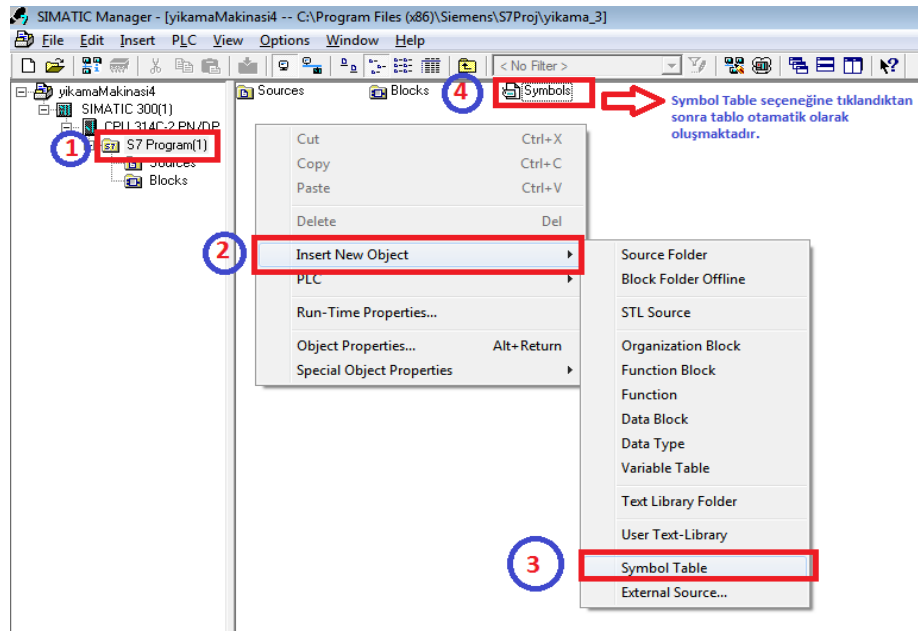 SIMATIC Manager - [yikamaMakinasi4 -- C:\Program Files (x86)\Siemens\S7Proj\yikama_3]
File Edit Insert PLC View Options Window Help
< No Filter >
yikamaMakinasi4
SIMATIC 300(1)
CPU 314C-2 PN/DP
1
S7 Program(1)
Sources
Blocks
Sources Blocks 4 Symbols
Symbol Table seçeneğine tıklandıktan
sonra tablo otamatik olarak
oluşmaktadır.
Cut Ctrl+X
Copy Ctrl+C
Paste Ctrl+V
Delete Del
2 Insert New Object
PLC
Run-Time Properties...
Object Properties... Alt+Return
Special Object Properties
Source Folder
Block Folder Offline
STL Source
Organization Block
Function Block
Function
Data Block
Data Type
Variable Table
Text Library Folder
User Text-Library
3 Symbol Table
External Source...